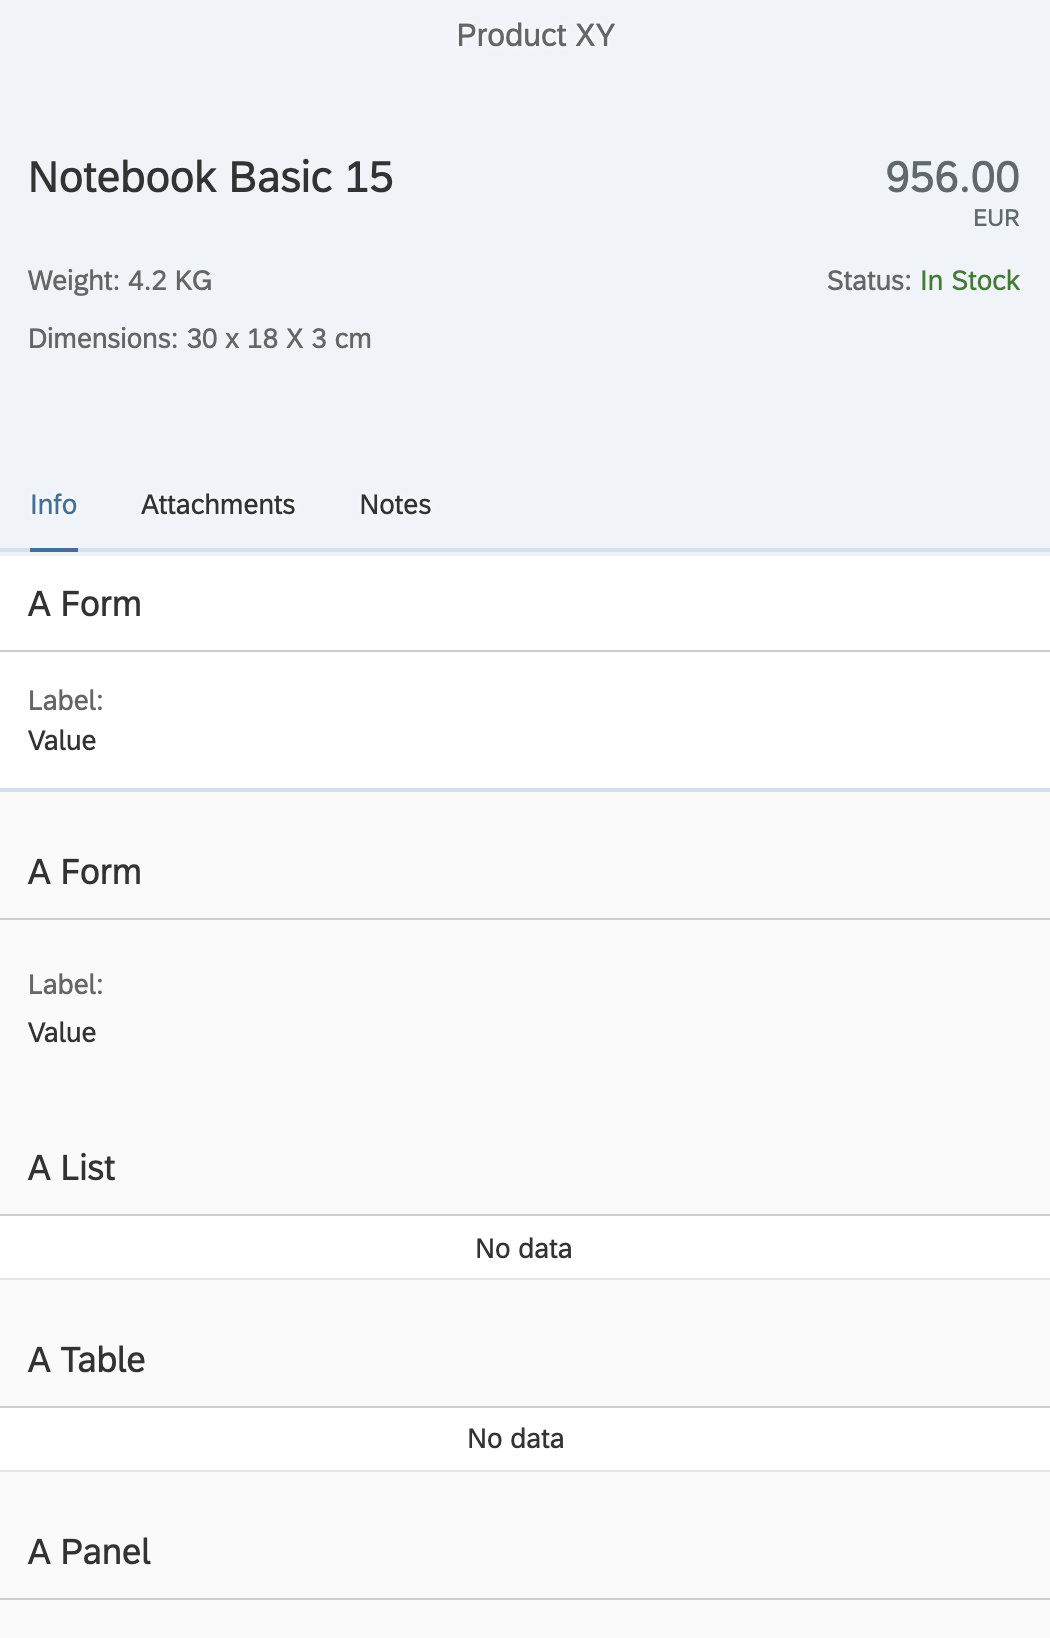 Product XY
Notebook Basic 15
956.00
EUR
Weight: 4.2 KG
Status: In Stock
Dimensions: 30 x 18 X 3 cm
Info Attachments Notes
A Form
Label:
Value
A Form
Label:
Value
A List
No data
A Table
No data
A Panel